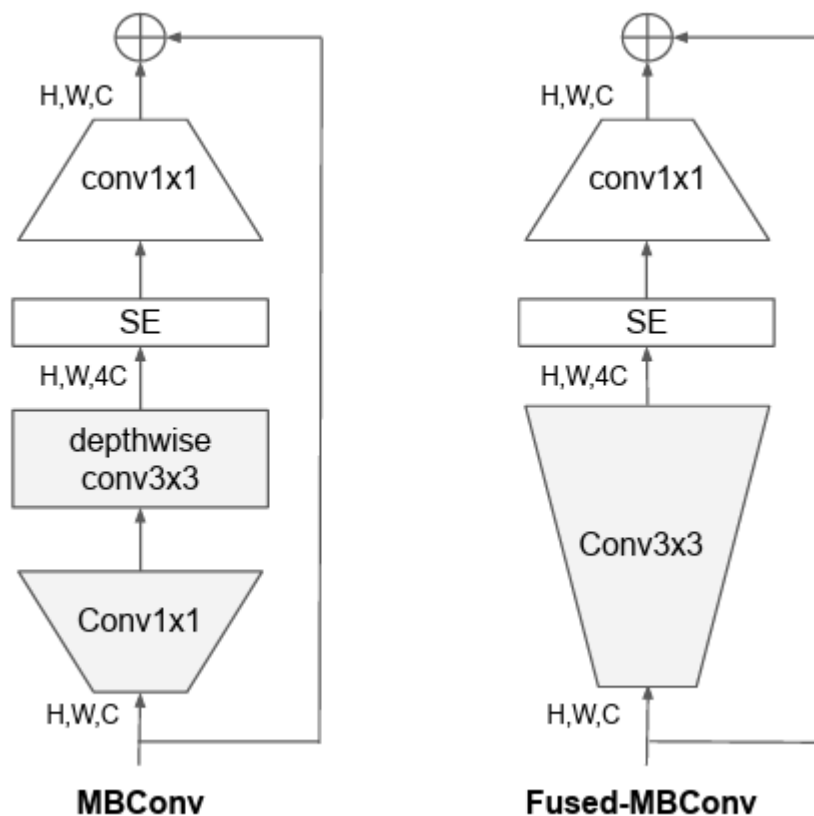 H,W,C
conv1x1
SE
H,W,4C
depthwise
conv3x3
Conv1x1
H,W,C
MBConv
H,W,C
conv1x1
SE
H,W,4C
Conv3x3
H,W,C
Fused-MBConv